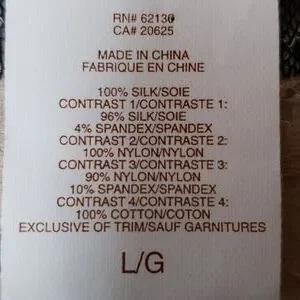 RN# 62130
CA# 20625
MADE IN CHINA
FABRIQUE EN CHINE
100% SILK/SOIE
CONTRAST 1/CONTRASTE 1:
96% SILK/SOIE
4% SPANDEX/SPANDEX
CONTRAST 2/CONTRASTE 2:
100% NYLON/NYLON
CONTRAST 3/CONTRASTE 3:
90% NYLON/NYLON
10% SPANDEX/SPANDEX
CONTRAST 4/CONTRASTE 4:
100% COTTON/COTON
EXCLUSIVE OF TRIM/SAUF GARNITURES
L/G